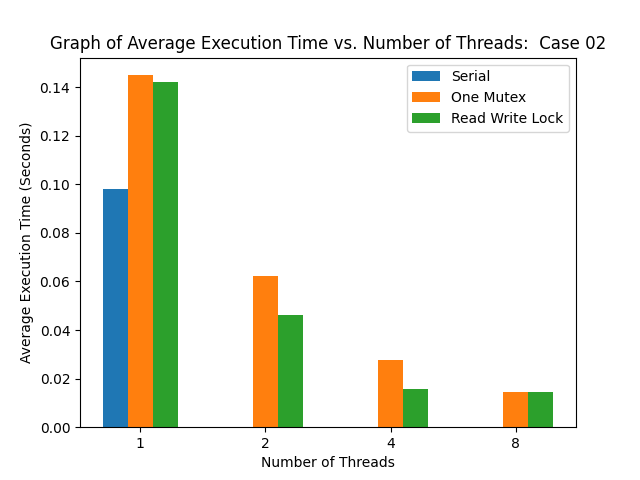 Graph of Average Execution Time vs. Number of Threads:  Case 02
Serial
One Mutex
Read Write Lock
Average Execution Time (Seconds)
0.14
0.12
0.10
0.08
0.06
0.04
0.02
0.00
1 2 4 8
Number of Threads